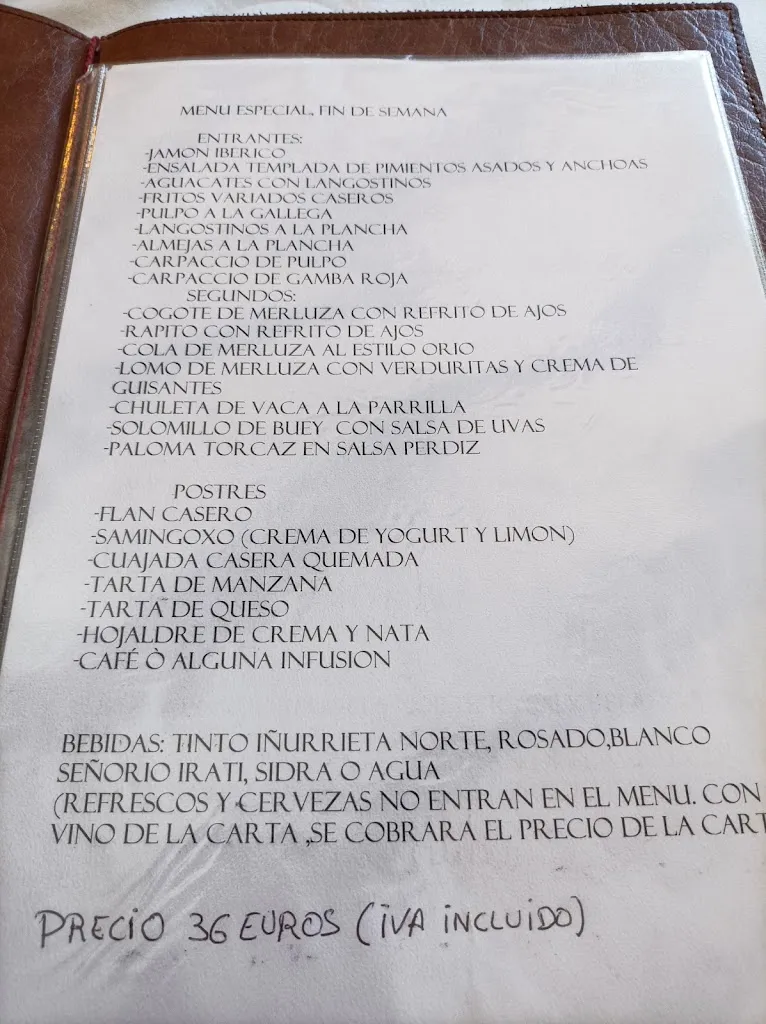 MENU ESPECIAL, FIN DE SEMANA
ENTRANTES:
-JAMON IBERICO
-ENSALADA TEMPLADA DE PIMIENTOS ASADOS Y ANCHOAS
-AGUACATES CON LANGOSTINOS
-FRITOS VARIADOS CASEROS
-PULPO A LA GALLEGA
-LANGOSTINOS A LA PLANCHA
-ALMEJAS A LA PLANCHA
-CARPACCIO DE PULPO
-CARPACCIO DE GAMBA ROJA
SEGUNDOS:
-COGOTE DE MERLUZA CON REFRITO DE AJOS
-RAPITO CON REFRITO DE AJOS
-COLA DE MERLUZA AL ESTILO ORIO
-LOMO DE MERLUZA CON VERDURITAS Y CREMA DE
GUISANTES
-CHULETA DE VACA A LA PARRILLA
-SOLOMILLO DE BUEY CON SALSA DE UVAS
-PALOMA TORCAZ EN SALSA PERDIZ
POSTRES
-FLAN CASERO
-SAMINGOXO (CREMA DE YOGURT Y LIMON)
-CUAJADA CASERA QUEMADA
-TARTA DE MANZANA
-TARTA DE QUESO
-HOJALDRE DE CREMA Y NATA
-CAFÉ Ò ALGUNA INFUSION
BEBIDAS: TINTO IÑURRIETA NORTE, ROSADO,BLANCO
SEÑORIO IRATI, SIDRA O AGUA
(REFRESCOS Y CERVEZAS NO ENTRAN EN EL MENU. CON
VINO DE LA CARTA ,SE COBRARA EL PRECIO DE LA CART
PRECIO 36 EUROS (IVA INCLUIDO)